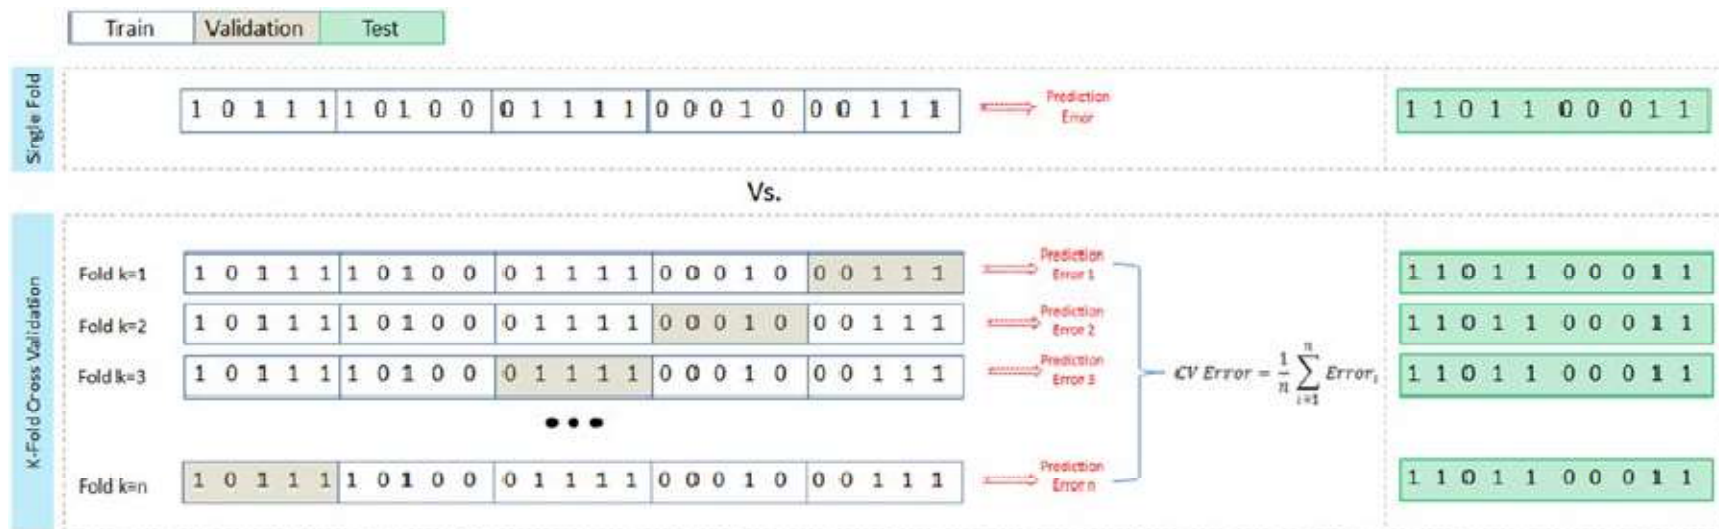 Train Validation Test
Single Fold
1 0 1 1 1 1 0 1 0 0 0 1 1 1 1 0 0 0 1 0 0 0 1 1 1
Prediction
Error
1 1 0 1 1 0 0 0 1 1
Vs.
K-Fold Cross Validation
Fold k=1
1 0 1 1 1 1 0 1 0 0 0 1 1 1 1 0 0 0 1 0 0 0 1 1 1
Prediction
Error 1
1 1 0 1 1 0 0 0 1 1
Fold k=2
1 0 1 1 1 1 0 1 0 0 0 1 1 1 1 0 0 0 1 0 0 0 1 1 1
Prediction
Error 2
1 1 0 1 1 0 0 0 1 1
Fold k=3
1 0 1 1 1 1 0 1 0 0 0 1 1 1 1 0 0 0 1 0 0 0 1 1 1
Prediction
Error 3
CV Error = 1/n ∑ i=1 n Error_i
1 1 0 1 1 0 0 0 1 1
•••
Fold k=n
1 0 1 1 1 1 0 1 0 0 0 1 1 1 1 0 0 0 1 0 0 0 1 1 1
Prediction
Error n
1 1 0 1 1 0 0 0 1 1